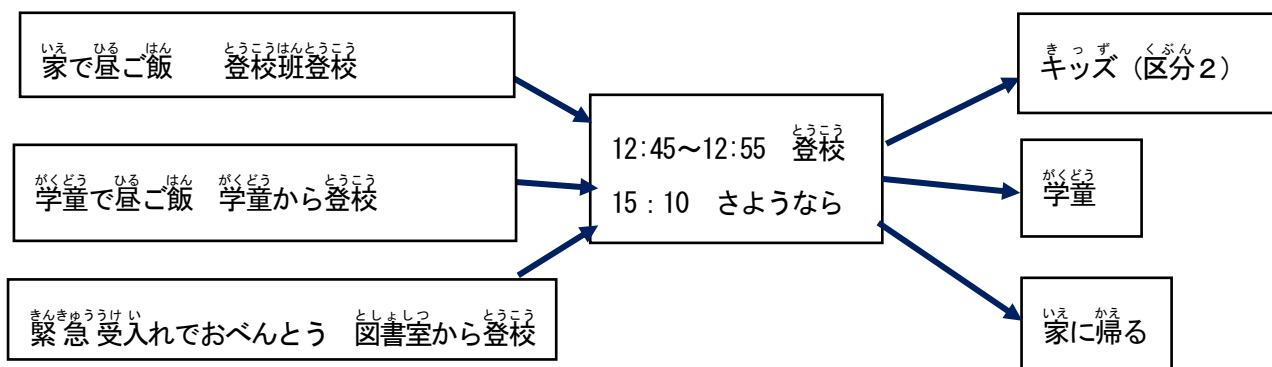 家で昼ご飯　登校班登校
学童で昼ご飯　学童から登校
緊急受入れでおべんとう　図書室から登校
12:45～12:55　登校
15：10　さようなら
キッズ（区分２）
学童
家に帰る